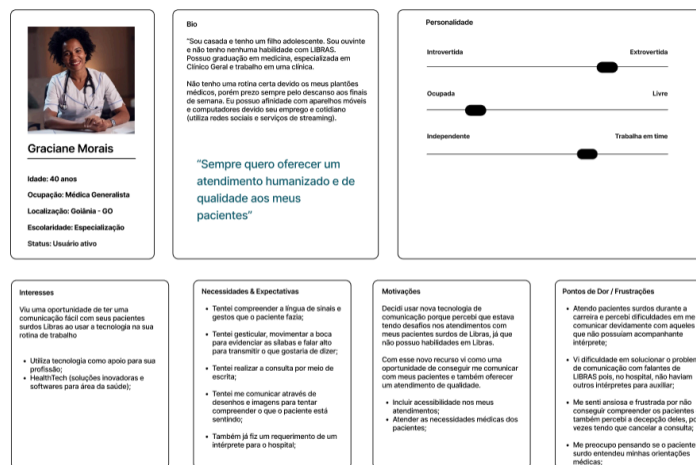 Graciane Morais
Idade: 40 anos
Ocupação: Médica Generalista
Localização: Goiânia - GO
Escolaridade: Especialização
Status: Usuário ativo
Bio
"Sou casada e tenho um filho adolescente. Sou ouvinte
e não tenho nenhuma habilidade com LIBRAS.
Possuo graduação em medicina, especializada em
Clínico Geral e trabalho em uma clínica.
Não tenho uma rotina certa devido os meus plantões
médicos, porém prezo sempre pelo descanso aos finais
de semana. Eu possuo afinidade com aparelhos móveis
e computadores devido seu emprego e cotidiano
(utiliza redes sociais e serviços de streaming).
"Sempre quero oferecer um
atendimento humanizado e de
qualidade aos meus
pacientes"
Personalidade
Introvertida Extrovertida
Ocupada Livre
Independente Trabalha em time
Interesses
Viu uma oportunidade de ter uma
comunicação fácil com seus pacientes
surdos Libras ao usar a tecnologia na sua
rotina de trabalho
• Utiliza tecnologia como apoio para sua
profissão;
• HealthTech (soluções inovadoras e
softwares para área da saúde);
Necessidades & Expectativas
• Tentei compreender a língua de sinais e
gestos que o paciente fazia;
• Tentei gesticular, movimentar a boca
para evidenciar as sílabas e falar alto
para transmitir o que gostaria de dizer;
• Tentei realizar a consulta por meio de
escrita;
• Tentei me comunicar através de
desenhos e imagens para tentar
compreender o que o paciente está
sentindo;
• Também já fiz um requerimento de um
intérprete para o hospital;
Motivações
Decidi usar nova tecnologia de
comunicação porque percebi que estava
tendo desafios nos atendimentos com
meus pacientes surdos de Libras, já que
não possuo habilidades em Libras.
Com esse novo recurso vi como uma
oportunidade de conseguir me comunicar
com meus pacientes e também oferecer
um atendimento de qualidade.
• Incluir acessibilidade nos meus
atendimentos;
• Atender as necessidades médicas dos
pacientes;
Pontos de Dor / Frustrações
• Atendo pacientes surdos durante a
carreira e percebi dificuldades em me
comunicar devidamente com aqueles
que não possuíam acompanhante
intérprete;
• Vi dificuldade em solucionar o problem
de comunicação com falantes de
LIBRAS pois, no hospital, não haviam
outros intérpretes para auxiliar;
• Me senti ansiosa e frustrada por não
conseguir compreender os pacientes
também percebi a decepção deles, po
vezes tendo que cancelar a consulta;
• Me preocupo pensando se o paciente
surdo entendeu minhas orientações
médicas;